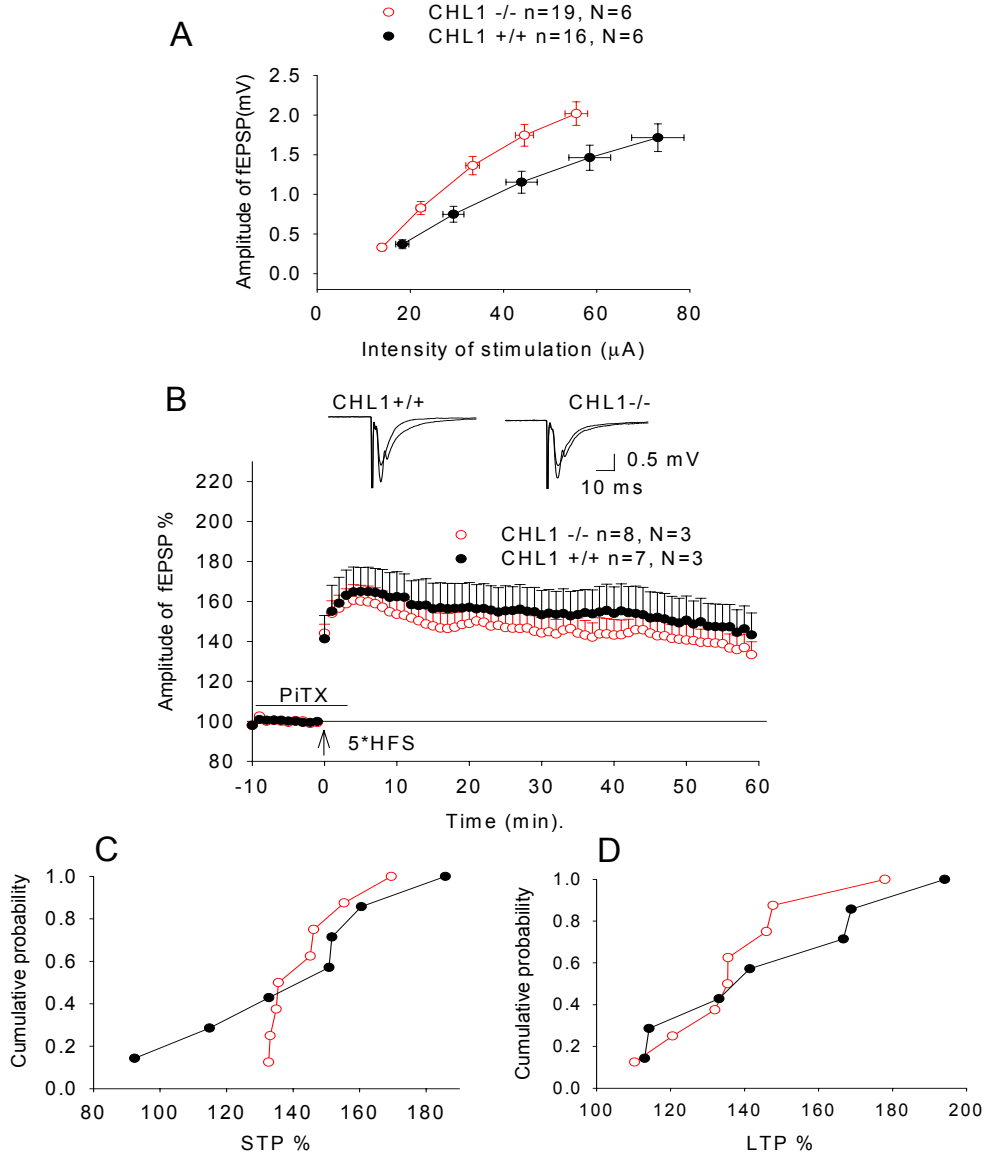 A
CHL1 -/- n=19, N=6
CHL1 +/+ n=16, N=6
Amplitude of fEPSP(mV)
2.5
2.0
1.5
1.0
0.5
0.0
0 20 40 60 80
Intensity of stimulation (μA)
B
CHL1+/+ CHL1-/-
0.5 mV
10 ms
CHL1 -/- n=8, N=3
CHL1 +/+ n=7, N=3
Amplitude of fEPSP %
220
200
180
160
140
120
100
80
PiTX
5*HFS
-10 0 10 20 30 40 50 60
Time (min).
C
Cumulative probability
1.0
0.8
0.6
0.4
0.2
0.0
80 100 120 140 160 180
STP %
D
Cumulative probability
1.0
0.8
0.6
0.4
0.2
0.0
100 120 140 160 180 200
LTP %